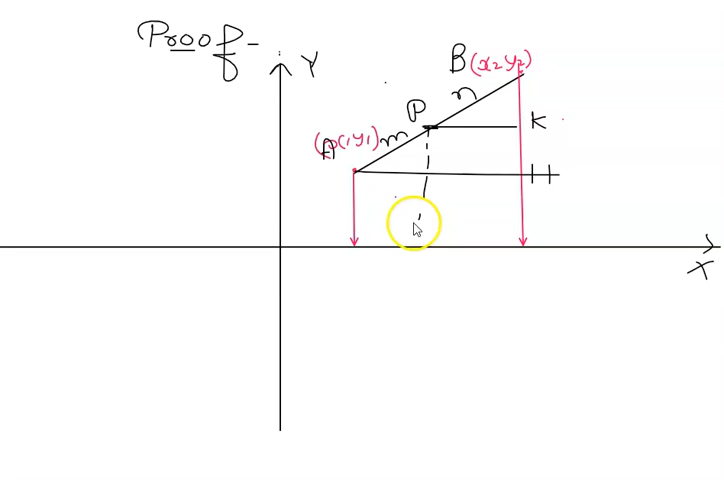 Proof-
Y
B(x2 y2)
n
P
K
A(x1 y1) m
H
X